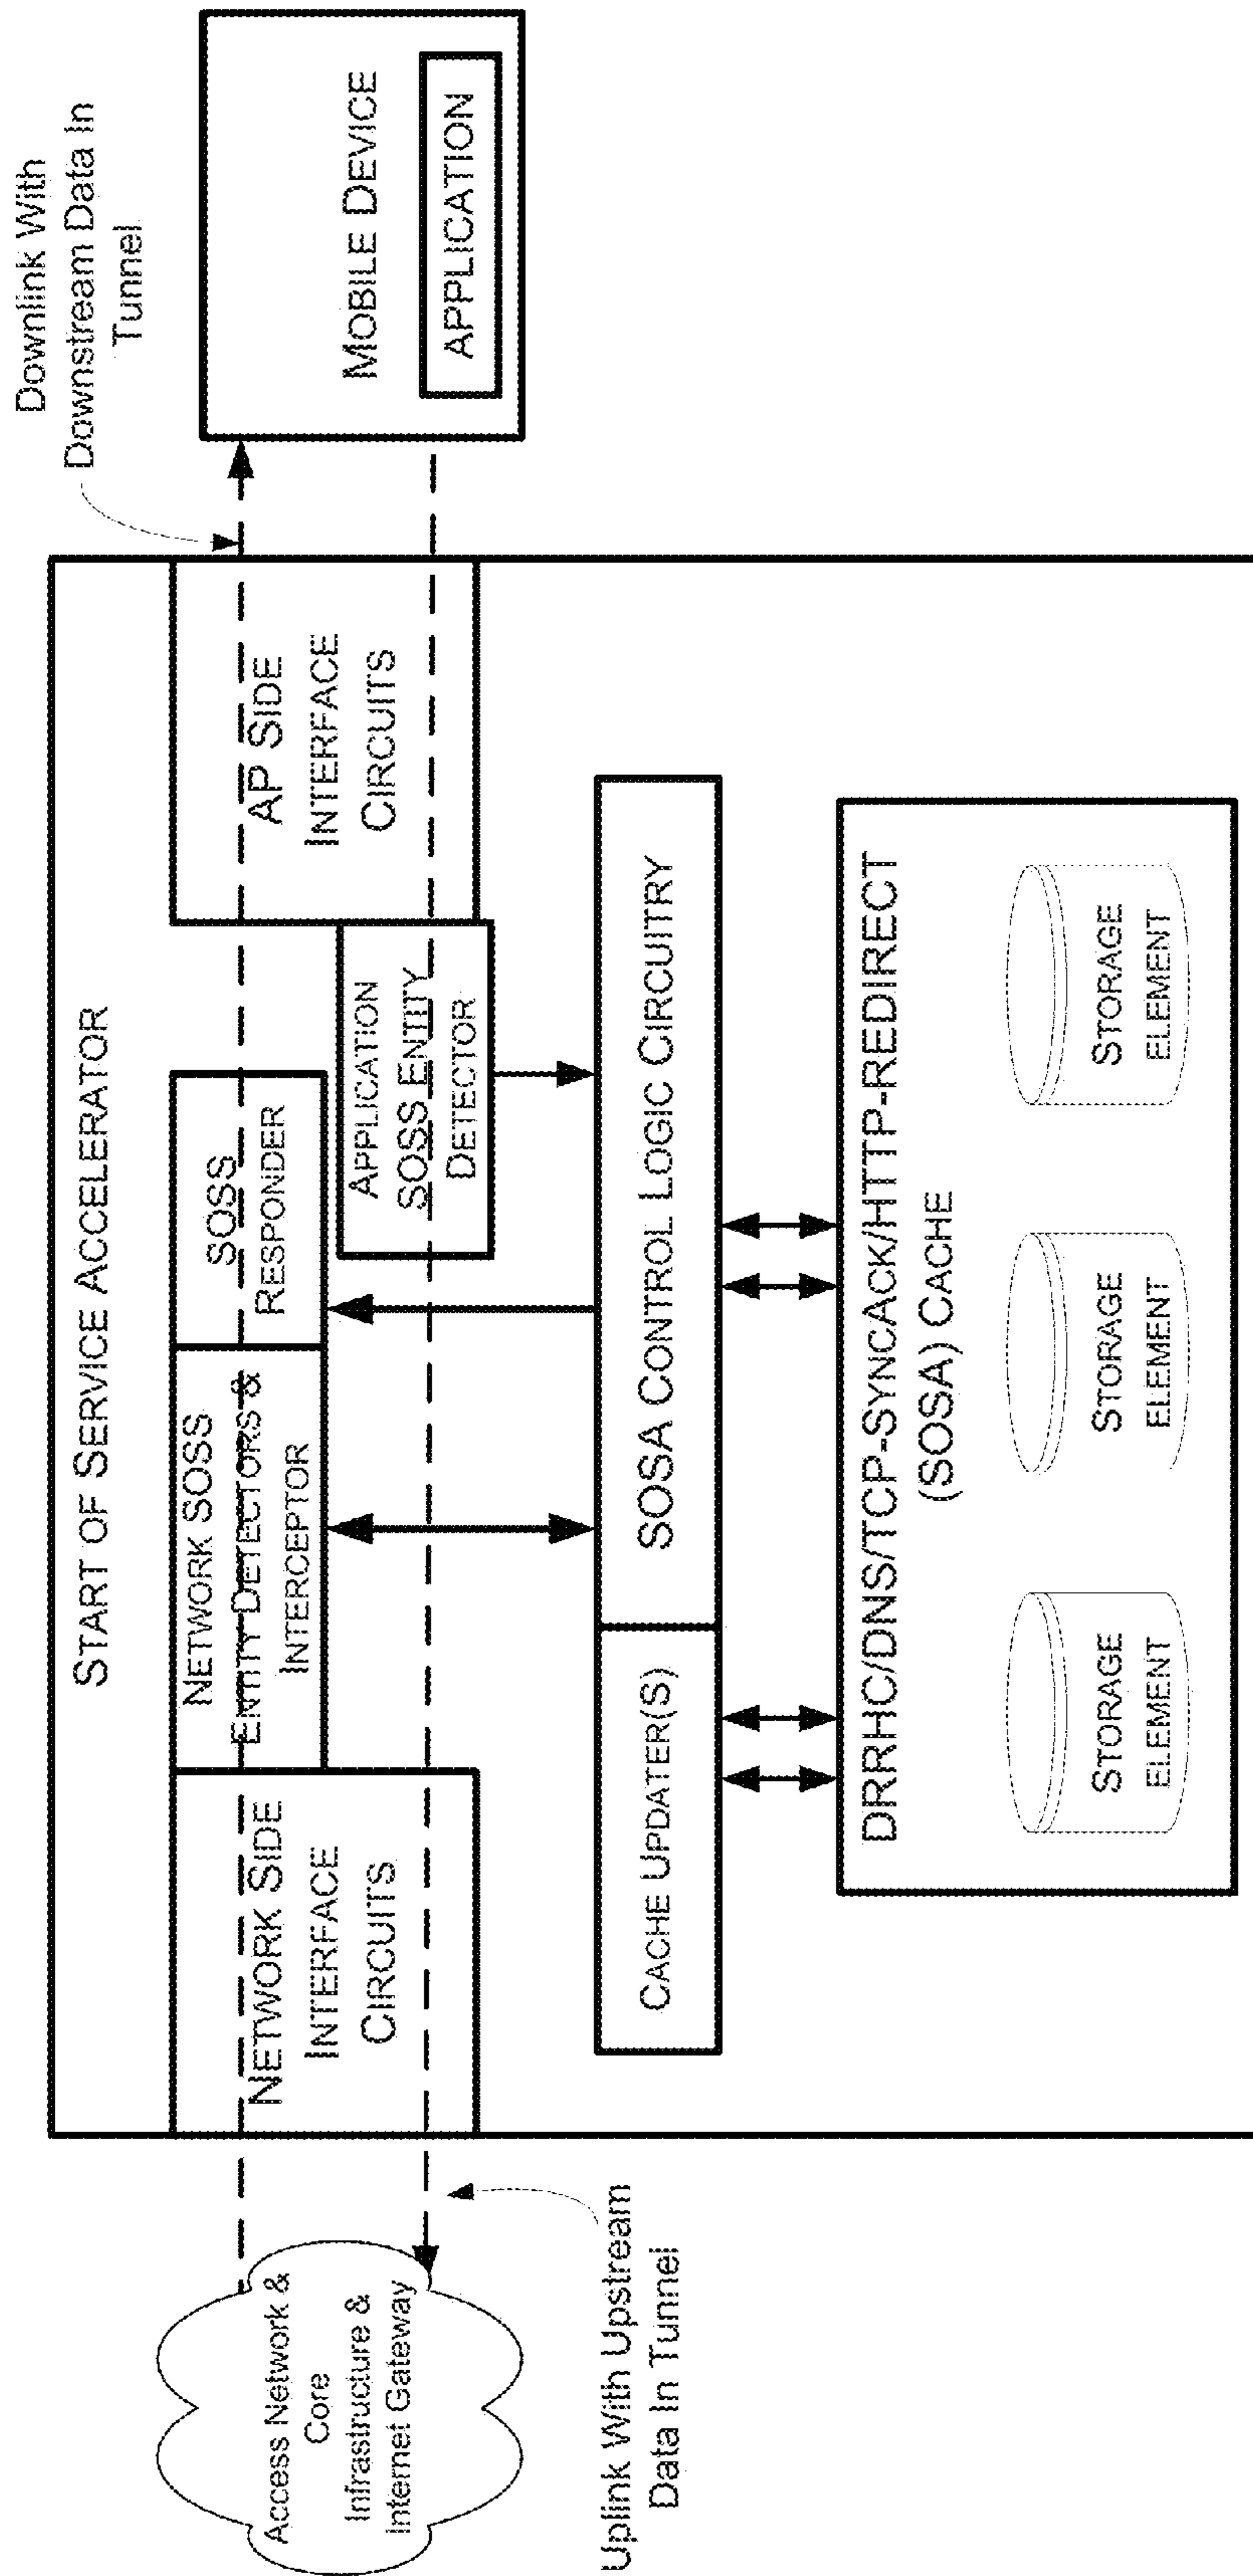 Downlink With
Downstream Data In
Tunnel
START OF SERVICE ACCELERATOR
Access Network &
Core
Infrastructure &
Internet Gateway
NETWORK SIDE
INTERFACE
CIRCUITS
NETWORK SOSS
ENTITY DETECTORS &
INTERCEPTOR
SOSS
RESPONDER
APPLICATION
SOSS ENTITY
DETECTOR
AP SIDE
INTERFACE
CIRCUITS
MOBILE DEVICE
APPLICATION
Uplink With Upstream
Data In Tunnel
CACHE UPDATER(S)
SOSA CONTROL LOGIC CIRCUITRY
DRRHC/DNS/TCP-SYNCACK/HTTP-REDIRECT
(SOSA) CACHE
STORAGE
ELEMENT
STORAGE
ELEMENT
STORAGE
ELEMENT